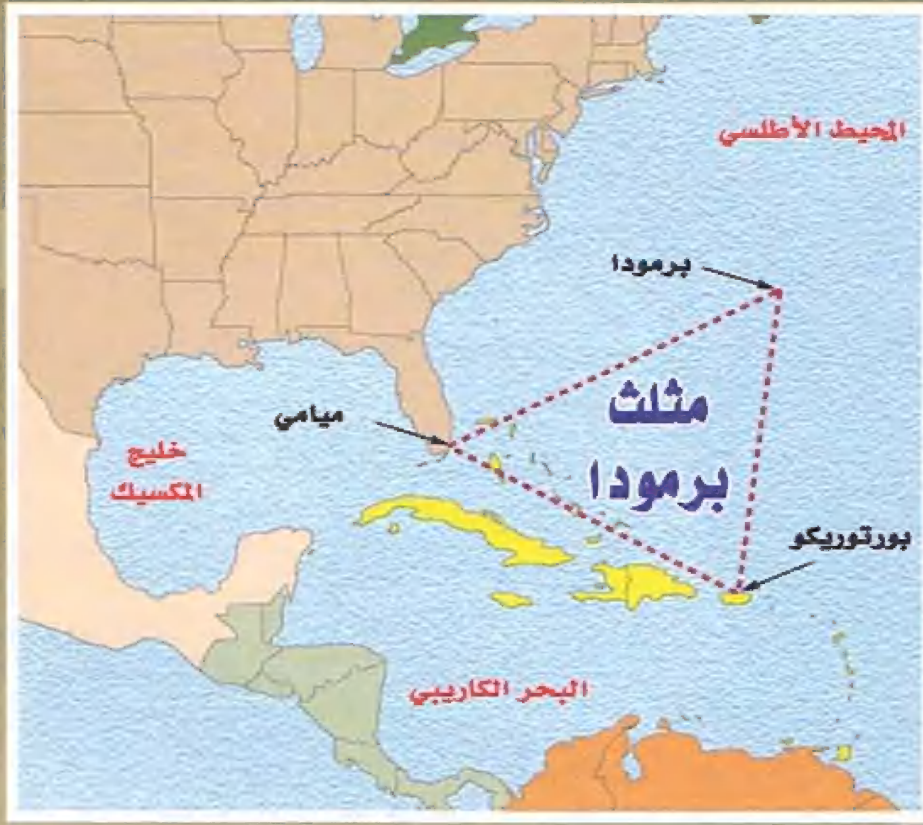 المحيط الأطلسي
برمودا
مثلث
برمودا
ميامي
خليج
المكسيك
بورتوريكو
البحر الكاريبي